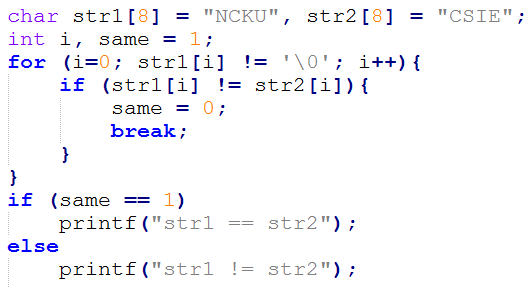 char str1[8] = "NCKU", str2[8] = "CSIE";
int i, same = 1;
for (i=0; str1[i] != '\0'; i++){
    if (str1[i] != str2[i]){
        same = 0;
        break;
    }
}
if (same == 1)
    printf("str1 == str2");
else
    printf("str1 != str2");